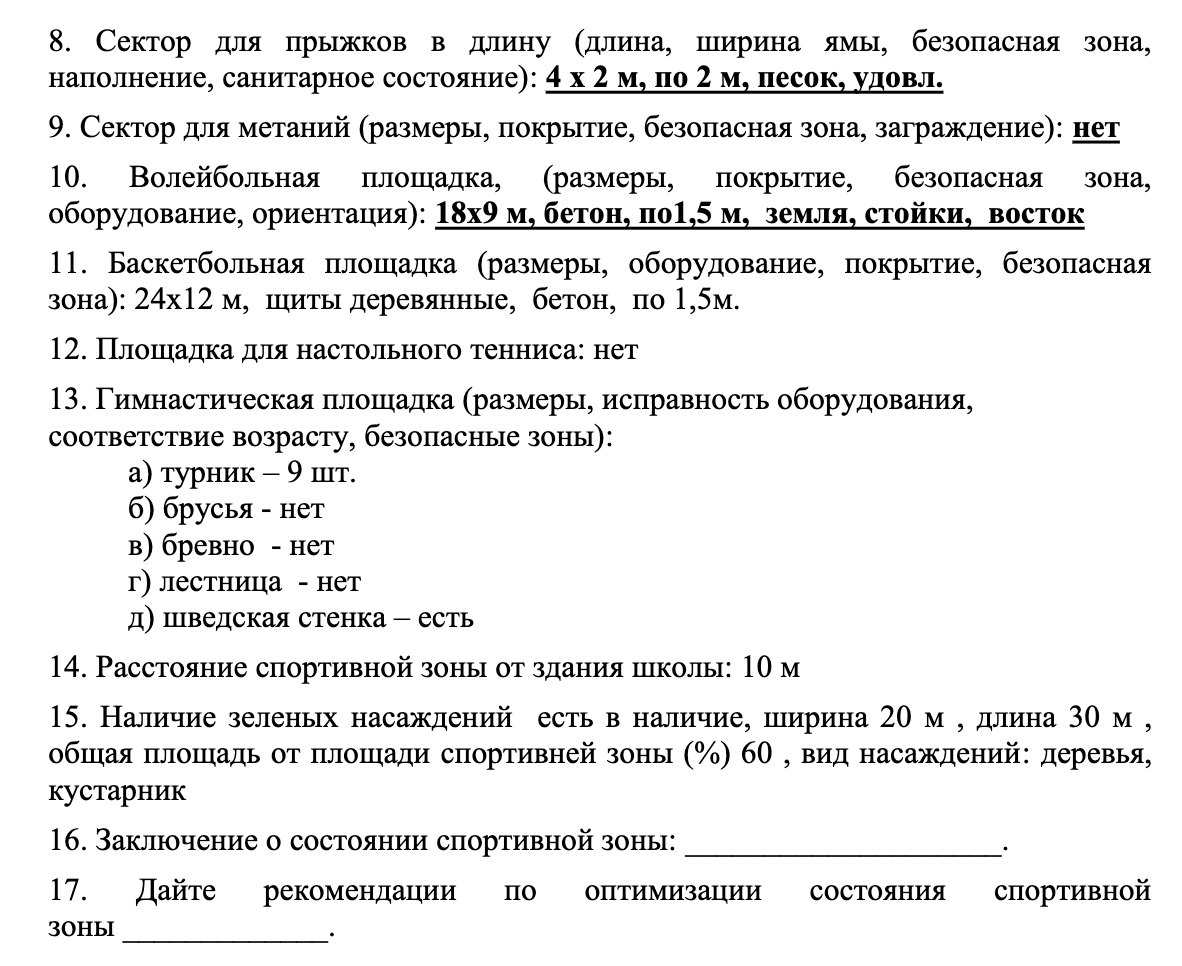 8. Сектор для прыжков в длину (длина, ширина ямы, безопасная зона,
наполнение, санитарное состояние): 4 х 2 м, по 2 м, песок, удовл.
9. Сектор для метаний (размеры, покрытие, безопасная зона, заграждение): нет
10. Волейбольная площадка, (размеры, покрытие, безопасная зона,
оборудование, ориентация): 18х9 м, бетон, по1,5 м, земля, стойки, восток
11. Баскетбольная площадка (размеры, оборудование, покрытие, безопасная
зона): 24х12 м, щиты деревянные, бетон, по 1,5м.
12. Площадка для настольного тенниса: нет
13. Гимнастическая площадка (размеры, исправность оборудования,
соответствие возрасту, безопасные зоны):
а) турник – 9 шт.
б) брусья - нет
в) бревно - нет
г) лестница - нет
д) шведская стенка – есть
14. Расстояние спортивной зоны от здания школы: 10 м
15. Наличие зеленых насаждений есть в наличие, ширина 20 м , длина 30 м ,
общая площадь от площади спортивней зоны (%) 60 , вид насаждений: деревья,
кустарник
16. Заключение о состоянии спортивной зоны: ____________________.
17. Дайте рекомендации по оптимизации состояния спортивной
зоны _____________.